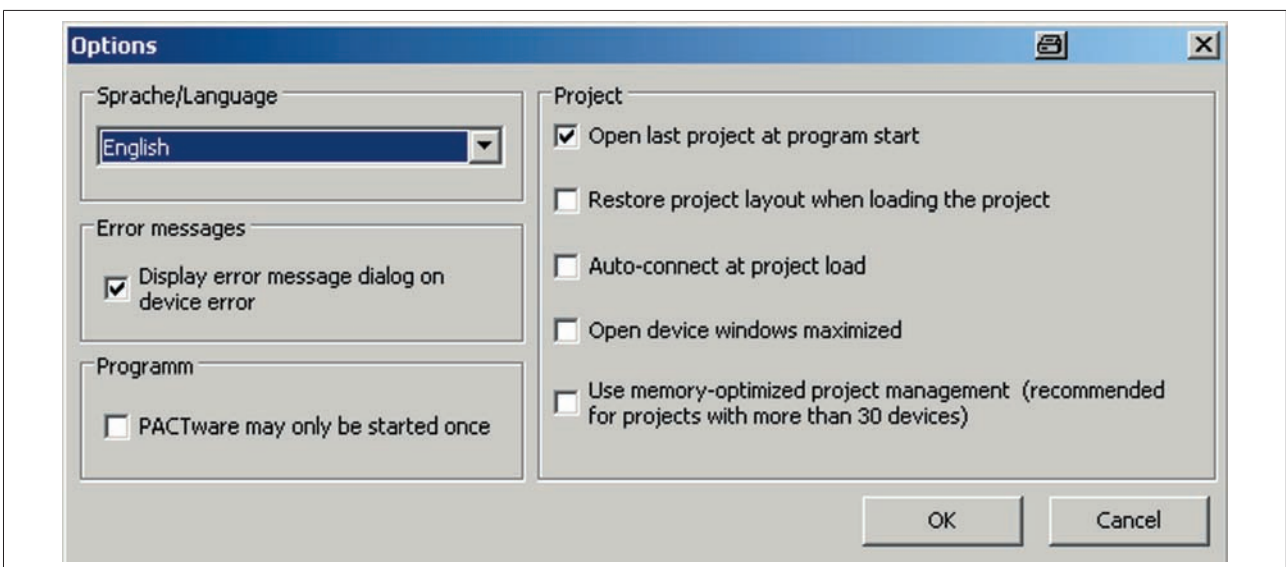 Options
Sprache/Language
English
Error messages
Display error message dialog on
device error
Programm
PACTware may only be started once
Project
Open last project at program start
Restore project layout when loading the project
Auto-connect at project load
Open device windows maximized
Use memory-optimized project management (recommended
for projects with more than 30 devices)
OK
Cancel